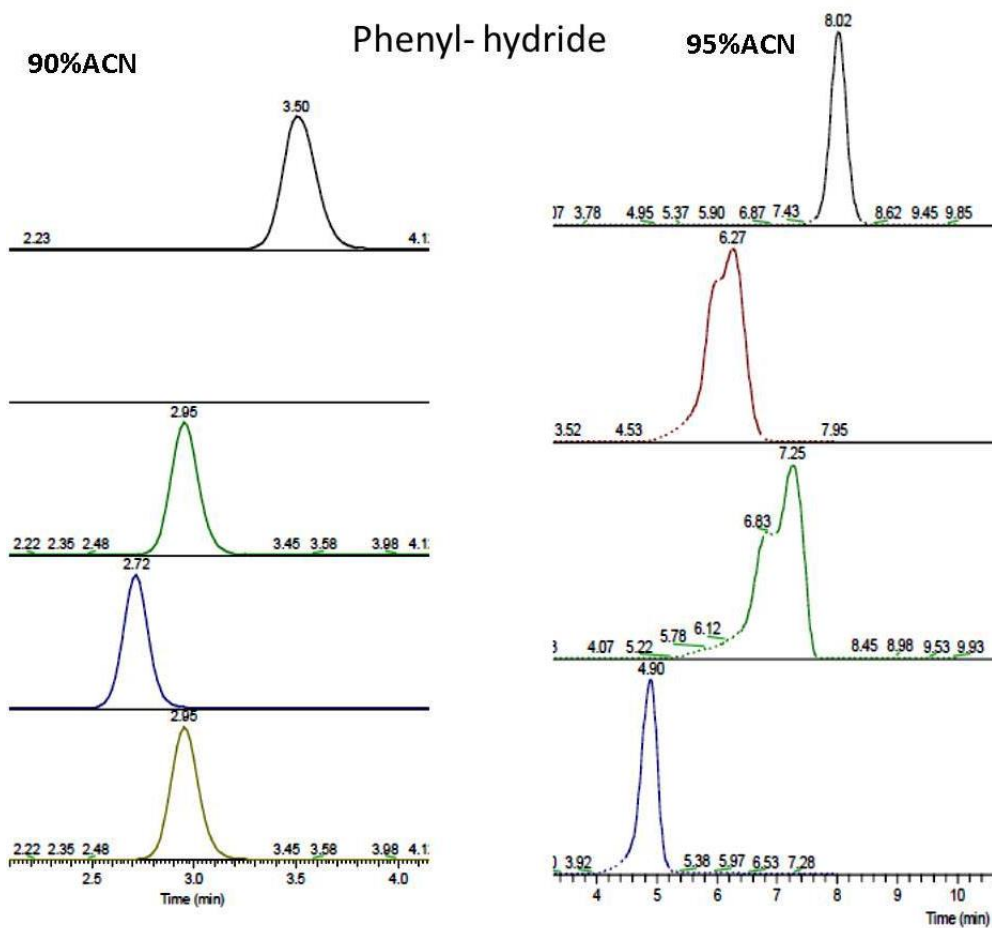 Phenyl- hydride
90%ACN
95%ACN
3.50
2.23
2.95
2.22 2.35 2.48 3.45 3.58 3.98
2.72
2.95
2.22 2.35 2.48 3.45 3.58 3.98
2.5 3.0 3.5 4.0
Time (min)
8.02
3.78 4.95 5.37 5.90 6.87 7.43 8.62 9.45 9.85
6.27
3.52 4.53 7.95
7.25
6.83
4.07 5.22 5.78 6.12 8.45 8.98 9.53 9.93
4.90
3.92 5.38 5.97 6.53 7.28
4 5 6 7 8 9 10
Time (min)